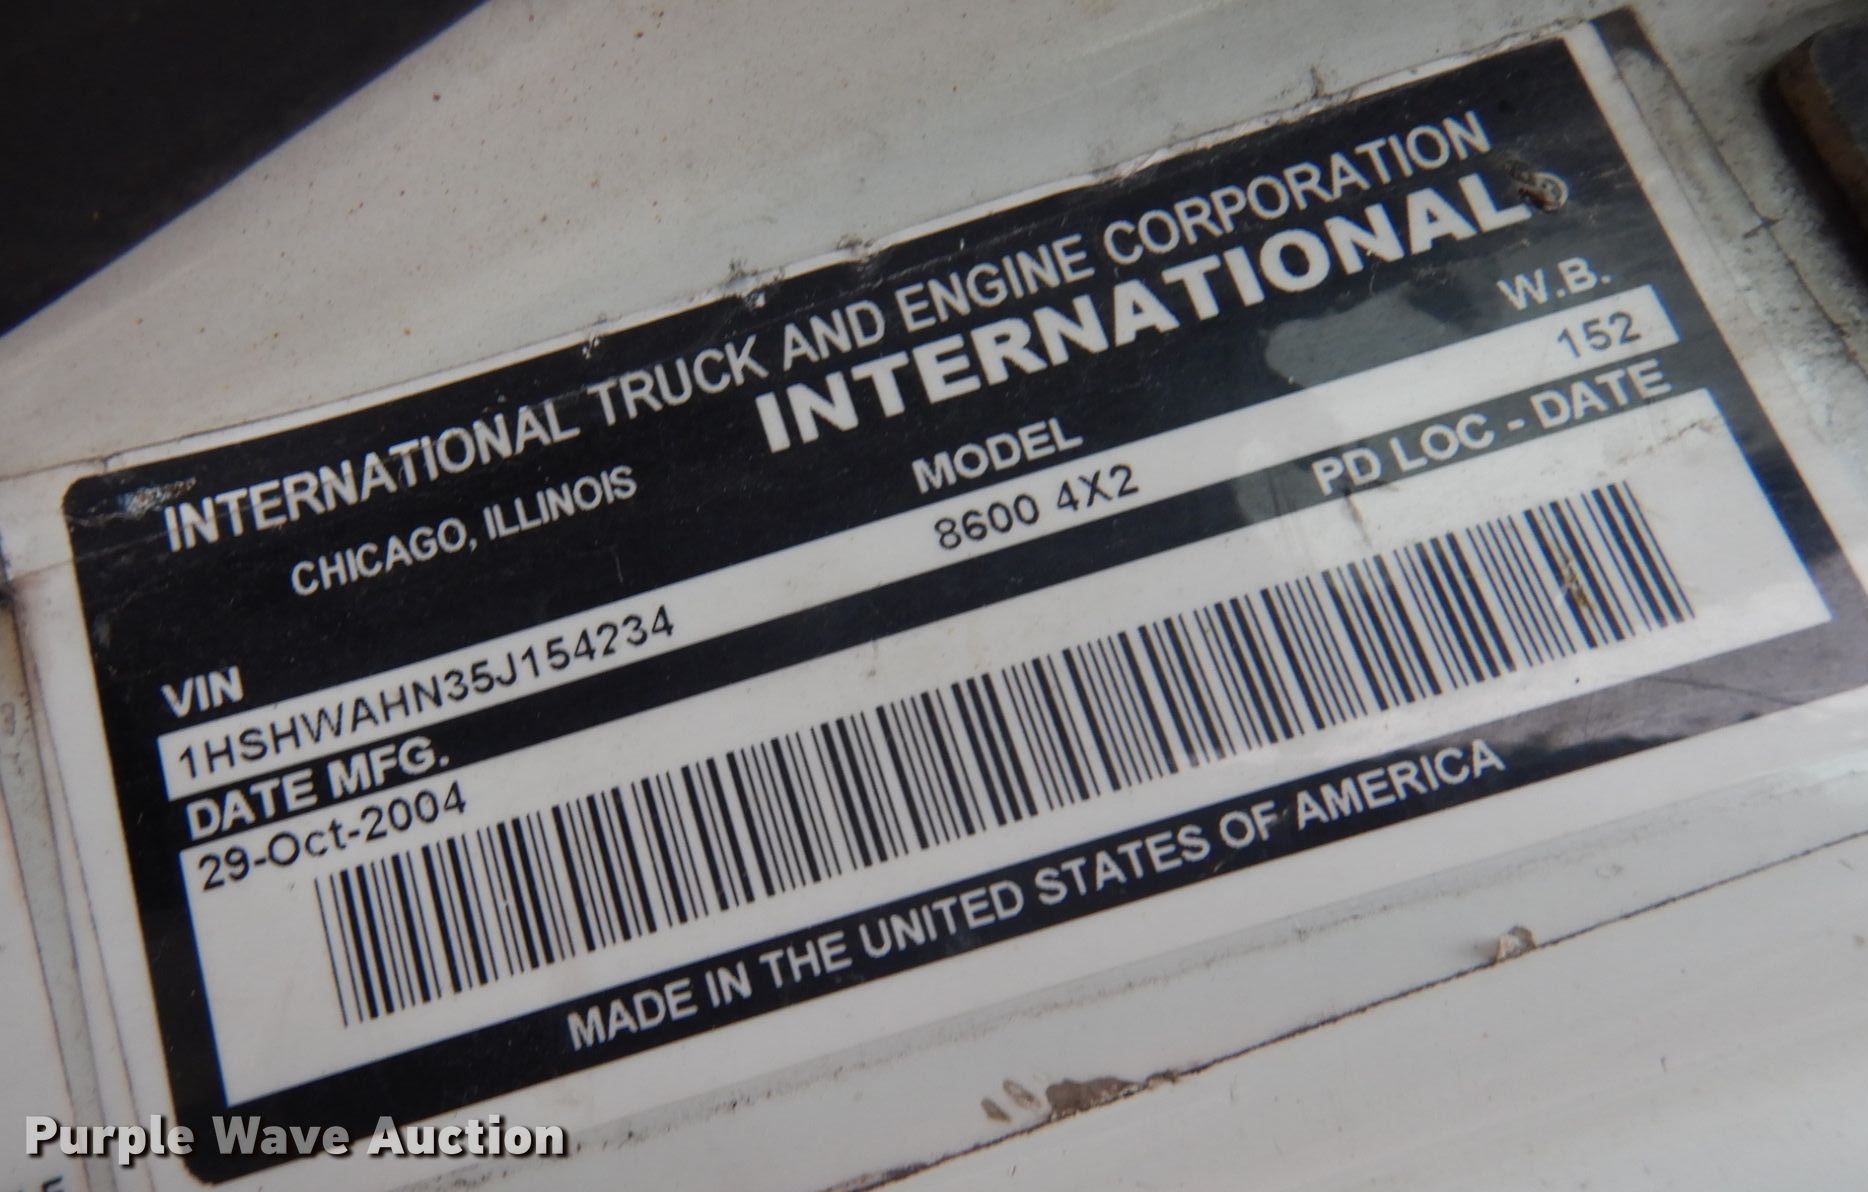 INTERNATIONAL TRUCK AND ENGINE CORPORATION
CHICAGO, ILLINOIS
INTERNATIONAL®
VIN
MODEL
W.B.
1HSHWAHN35J154234
8600 4X2
152
DATE MFG.
PD LOC - DATE
29-Oct-2004
MADE IN THE UNITED STATES OF AMERICA
Purple Wave Auction